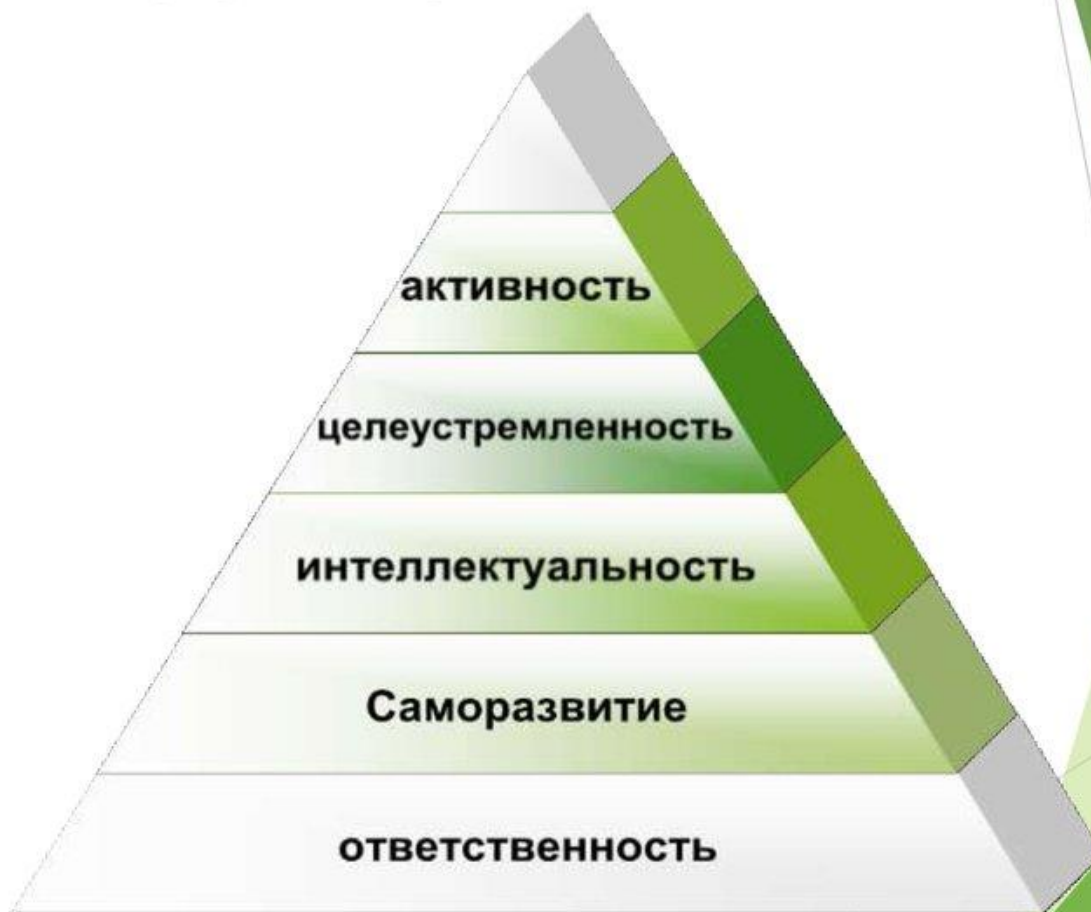 активность
целеустремленность
интеллектуальность
Саморазвитие
ответственность